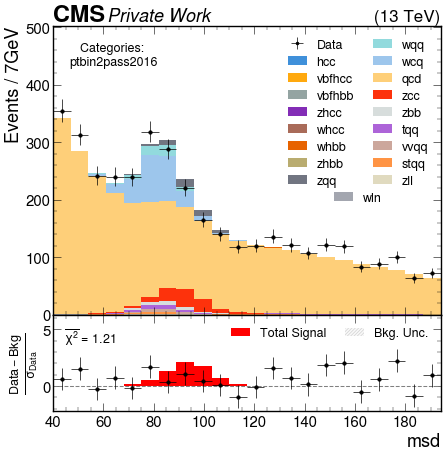 CMS Private Work (13 TeV)
Events / 7GeV
500
400
300
200
100
0
Categories:
ptbin2pass2016
Data
hcc
vbfhcc
vbfhbb
zhcc
whcc
whbb
zhbb
zqq
wqq
wcq
qcd
zcc
zbb
tqq
vvqq
stqq
zll
wln
Data−Bkg
σData
5
0
χ² = 1.21
Total Signal
Bkg. Unc.
40 60 80 100 120 140 160 180
msd